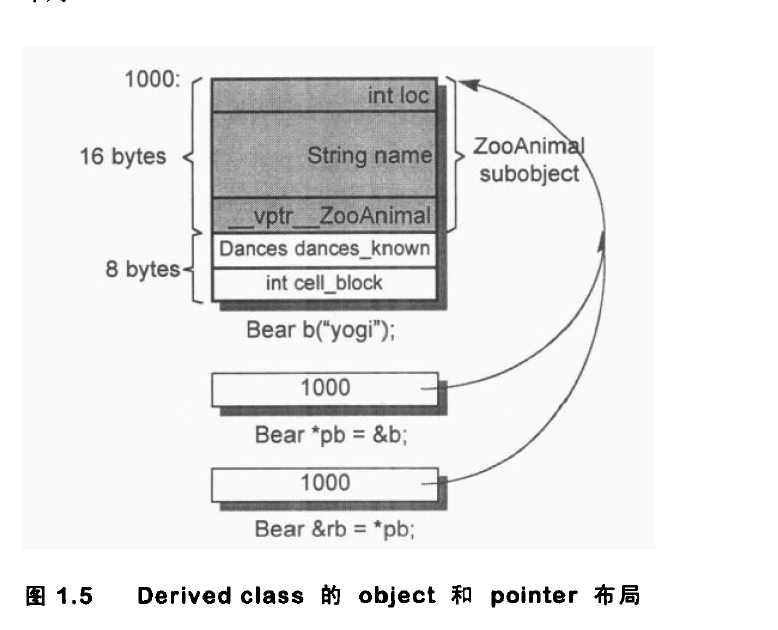 1000:
int loc
16 bytes
String name
ZooAnimal
subobject
__vptr__ZooAnimal
Dances dances_known
8 bytes
int cell_block
Bear b(“yogi”);
1000
Bear *pb = &b;
1000
Bear &rb = *pb;
图 1.5 Derived class 的 object 和 pointer 布局